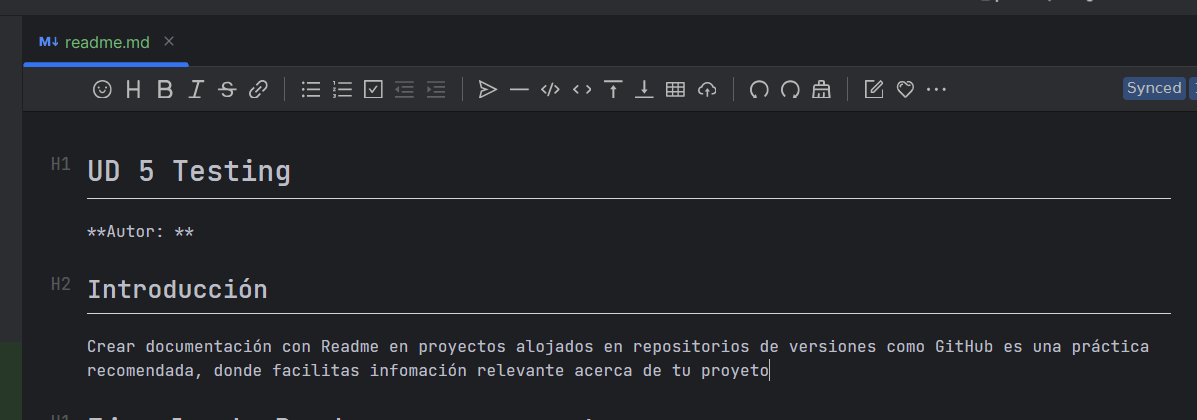 M↓ readme.md
Synced
H1 UD 5 Testing
**Autor: **
H2 Introducción
Crear documentación con Readme en proyectos alojados en repositorios de versiones como GitHub es una práctica
recomendada, donde facilitas infomación relevante acerca de tu proyeto
H1